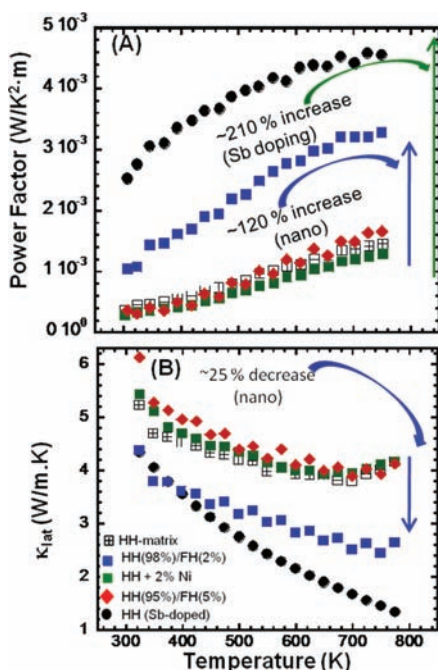 (A)
Power Factor (W/K²·m)
5 10⁻³
4 10⁻³
3 10⁻³
2 10⁻³
1 10⁻³
0 10⁰
~210 % increase
(Sb doping)
~120 % increase
(nano)
(B)
~25 % decrease
(nano)
κlat (W/m.K)
6
5
4
3
2
1
HH-matrix
HH(98%)/FH(2%)
HH + 2% Ni
HH(95%)/FH(5%)
HH (Sb-doped)
300 400 500 600 700 800
Temperature (K)